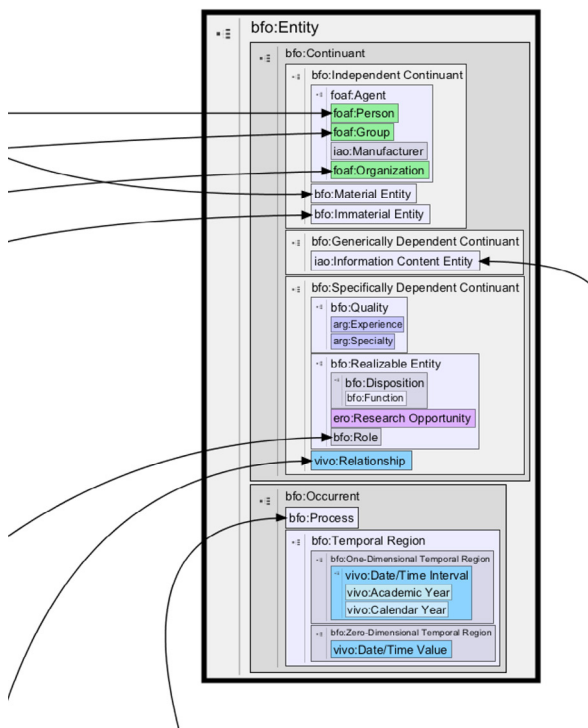 bfo:Entity
bfo:Continuant
bfo:Independent Continuant
foaf:Agent
foaf:Person
foaf:Group
iao:Manufacturer
foaf:Organization
bfo:Material Entity
bfo:Immaterial Entity
bfo:Generically Dependent Continuant
iao:Information Content Entity
bfo:Specifically Dependent Continuant
bfo:Quality
arg:Experience
arg:Specialty
bfo:Realizable Entity
bfo:Disposition
bfo:Function
ero:Research Opportunity
bfo:Role
vivo:Relationship
bfo:Occurrent
bfo:Process
bfo:Temporal Region
bfo:One-Dimensional Temporal Region
vivo:Date/Time Interval
vivo:Academic Year
vivo:Calendar Year
bfo:Zero-Dimensional Temporal Region
vivo:Date/Time Value